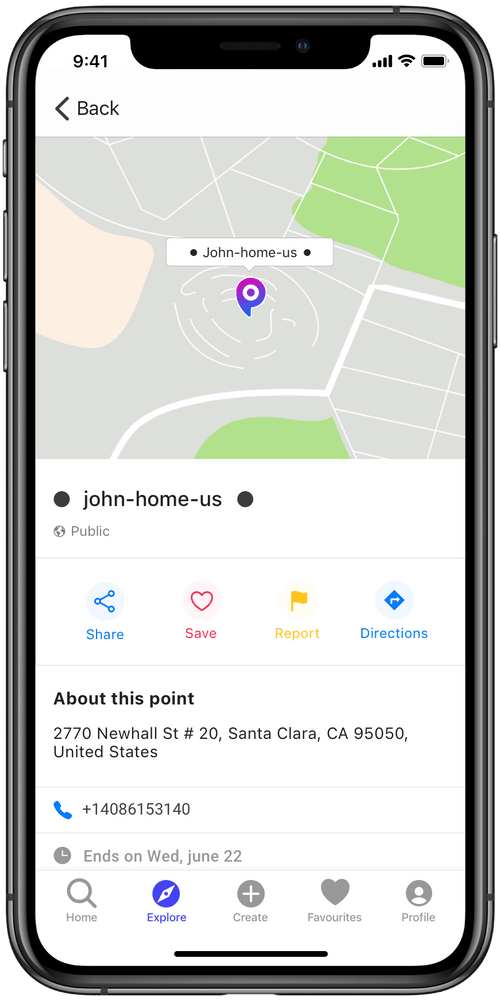 9:41
Back
● John-home-us ●
● john-home-us ●
Public
Share
Save
Report
Directions
About this point
2770 Newhall St # 20, Santa Clara, CA 95050,
United States
+14086153140
Ends on Wed, june 22
Home
Explore
Create
Favourites
Profile